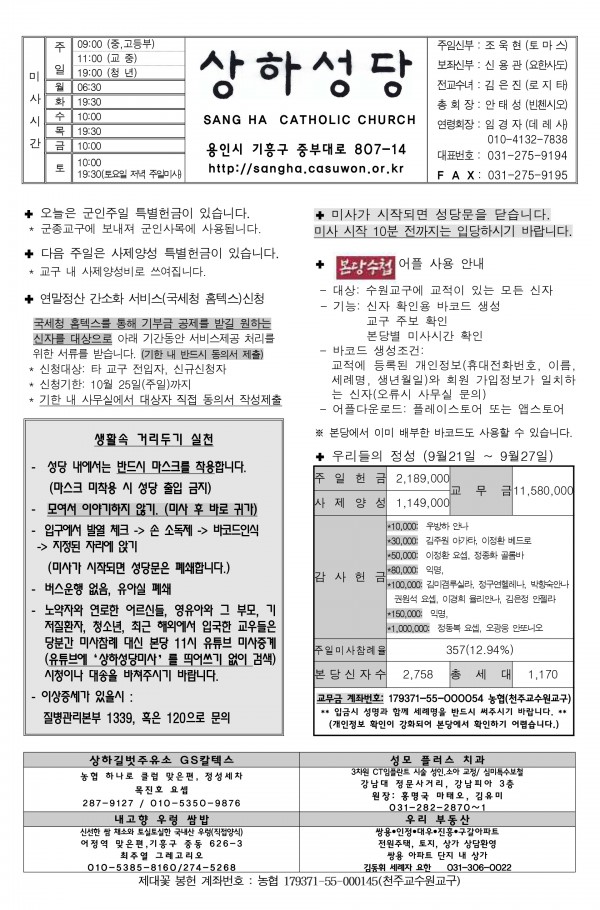 미사시간
주일 09:00 (중,고등부)
11:00 (교 중)
19:00 (청 년)
월 06:30
화 19:30
수 10:00
목 19:30
금 10:00
토 10:00
19:30(토요일 저녁 주일미사)
상하성당
SANG HA CATHOLIC CHURCH
용인시 기흥구 중부대로 807-14
http://sangha.casuwon.or.kr
주임신부 : 조 욱 현 (토 마 스)
보좌신부 : 신 용 관 (요한사도)
전교수녀 : 김 은 진 (로 지 타)
총 회 장 : 안 태 성 (빈첸시오)
연령회장 : 임 경 자 (데 레 사)
010-4132-7838
대표번호 : 031-275-9194
F A X : 031-275-9195
✚ 오늘은 군인주일 특별헌금이 있습니다.
* 군종교구에 보내져 군인사목에 사용됩니다.
✚ 다음 주일은 사제양성 특별헌금이 있습니다.
* 교구 내 사제양성비로 쓰여집니다.
✚ 연말정산 간소화 서비스(국세청 홈텍스)신청
국세청 홈텍스를 통해 기부금 공제를 받길 원하는
신자를 대상으로 아래 기간동안 서비스제공 처리를
위한 서류를 받습니다. (기한 내 반드시 동의서 제출)
* 신청대상: 타 교구 전입자, 신규신청자
* 신청기한: 10월 25일(주일)까지
* 기한 내 사무실에서 대상자 직접 동의서 작성제출
생활속 거리두기 실천
- 성당 내에서는 반드시 마스크를 착용합니다.
(마스크 미착용 시 성당 출입 금지)
- 모여서 이야기하지 않기. (미사 후 바로 귀가)
- 입구에서 발열 체크 -> 손 소독제 -> 바코드인식
-> 지정된 자리에 앉기
(미사가 시작되면 성당문은 폐쇄합니다.)
- 버스운행 없음, 유아실 폐쇄
- 노약자와 연로한 어르신들, 영유아와 그 부모, 기
저질환자, 청소년, 최근 해외에서 입국한 교우들은
당분간 미사참례 대신 본당 11시 유튜브 미사중계
(유튜브에 '상하성당미사' 를 띄어쓰기 없이 검색)
시청이나 대송을 바쳐주시기 바랍니다.
- 이상증세가 있을시 :
질병관리본부 1339, 혹은 120으로 문의
✚ 미사가 시작되면 성당문을 닫습니다.
미사 시작 10분 전까지는 입당하시기 바랍니다.
✚ 본당수첩 어플 사용 안내
- 대상: 수원교구에 교적이 있는 모든 신자
- 기능: 신자 확인용 바코드 생성
교구 주보 확인
본당별 미사시간 확인
- 바코드 생성조건:
교적에 등록된 개인정보(휴대전화번호, 이름,
세례명, 생년월일)와 회원 가입정보가 일치하
는 신자(오류시 사무실 문의)
- 어플다운로드: 플레이스토어 또는 앱스토어
※ 본당에서 이미 배부한 바코드도 사용할 수 있습니다.
✚ 우리들의 정성 (9월21일 ~ 9월27일)
주 일 헌 금 2,189,000 교 무 금 11,580,000
사 제 양 성 1,149,000
감 사 헌 금
*10,000: 우방하 안나
*30,000: 김주원 아가타, 이정환 베드로
*50,000: 이정환 요셉, 정종화 골롬바
*80,000: 익명,
*100,000: 김미겸루실라, 정구연헬레나, 박향숙안나
권원석 요셉, 이경희 율리안나, 김은정 안젤라
*150,000: 익명,
*1,000,000: 정동복 요셉, 오광웅 안또니오
주일미사참례율 357(12.94%)
본 당 신 자 수 2,758 총 세 대 1,170
교무금 계좌번호: 179371-55-000054 농협(천주교수원교구)
** 입금시 성명과 함께 세례명을 반드시 써주시기 바랍니다. **
(개인정보 확인이 강화되어 본당에서 확인하기 어렵습니다.)
상하길벗주유소 GS칼텍스
농협 하나로 클럽 맞은편, 정성세차
목진호 요셉
287-9127 / 010-5350-9876
성모 플러스 치과
3차원 CT임플란트 시술 성인,소아 교정/ 심미특수보철
강남대 정문사거리, 강남피아 3층
원장: 홍명국 마태오, 김유미
031-282-2870~1
내고향 우렁 쌈밥
신선한 쌈 채소와 토실토실한 국내산 우렁(직접양식)
어정역 맞은편,기흥구 중동 626-3
최주열 그레고리오
010-5385-8160/274-5268
우리 부동산
쌍용•인정•대우•진흥•구갈아파트
전원주택, 토지, 상가 상담환영
쌍용 아파트 단지 내 상가
김동휘 세례자 요한 031-306-0022
제대꽃 봉헌 계좌번호 : 농협 179371-55-000145(천주교수원교구)